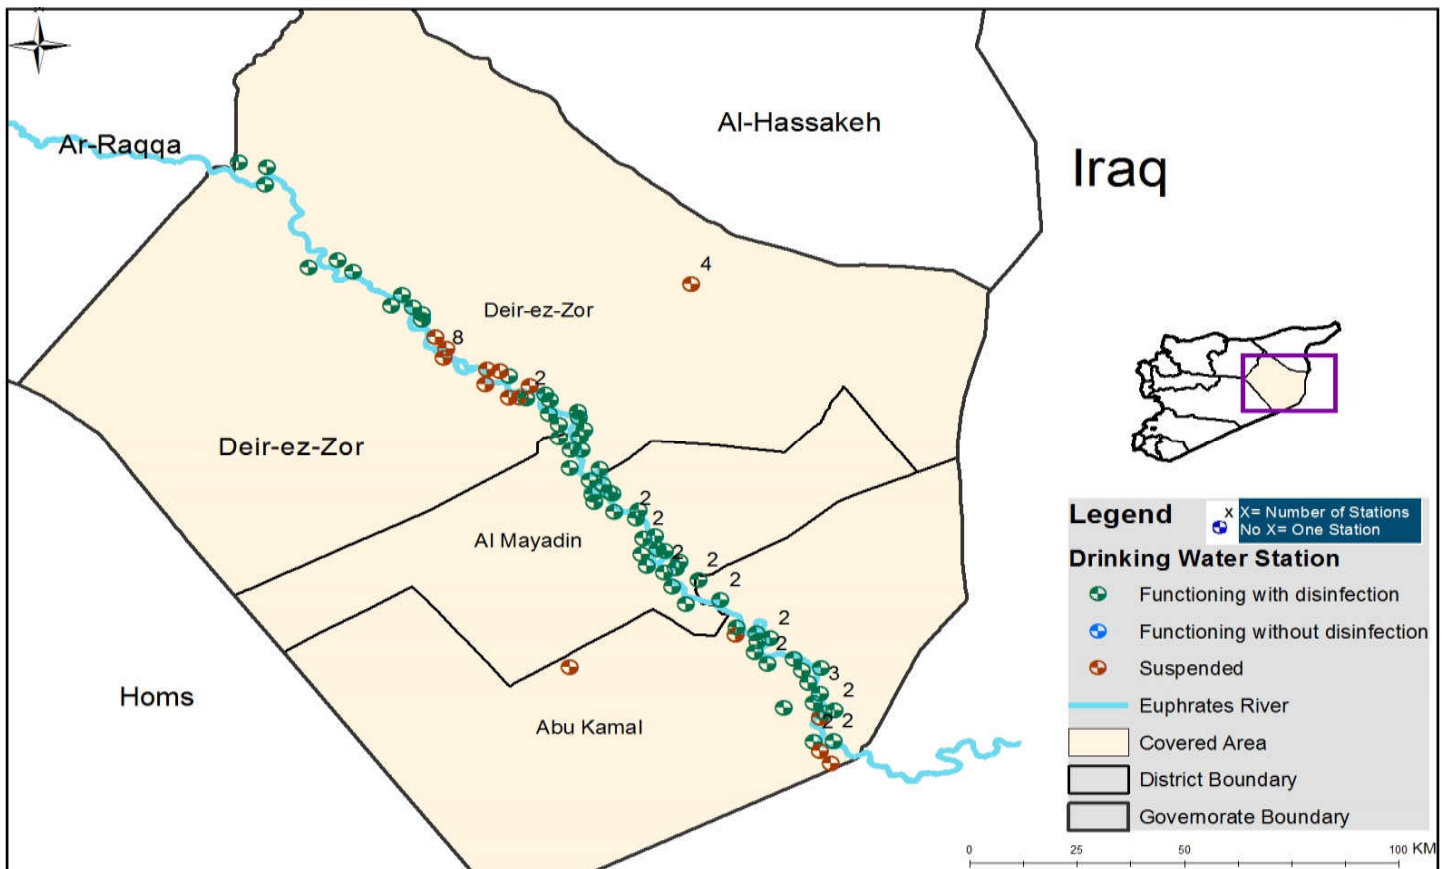 N
Ar-Raqqa
Al-Hassakeh
Iraq
4
Deir-ez-Zor
8
2
Deir-ez-Zor
2
2
Al Mayadin
2
2
2
2
2
3
2
2 2
Homs
Abu Kamal
Legend
X X= Number of Stations
No X= One Station
Drinking Water Station
Functioning with disinfection
Functioning without disinfection
Suspended
Euphrates River
Covered Area
District Boundary
Governorate Boundary
0 25 50 100 KM